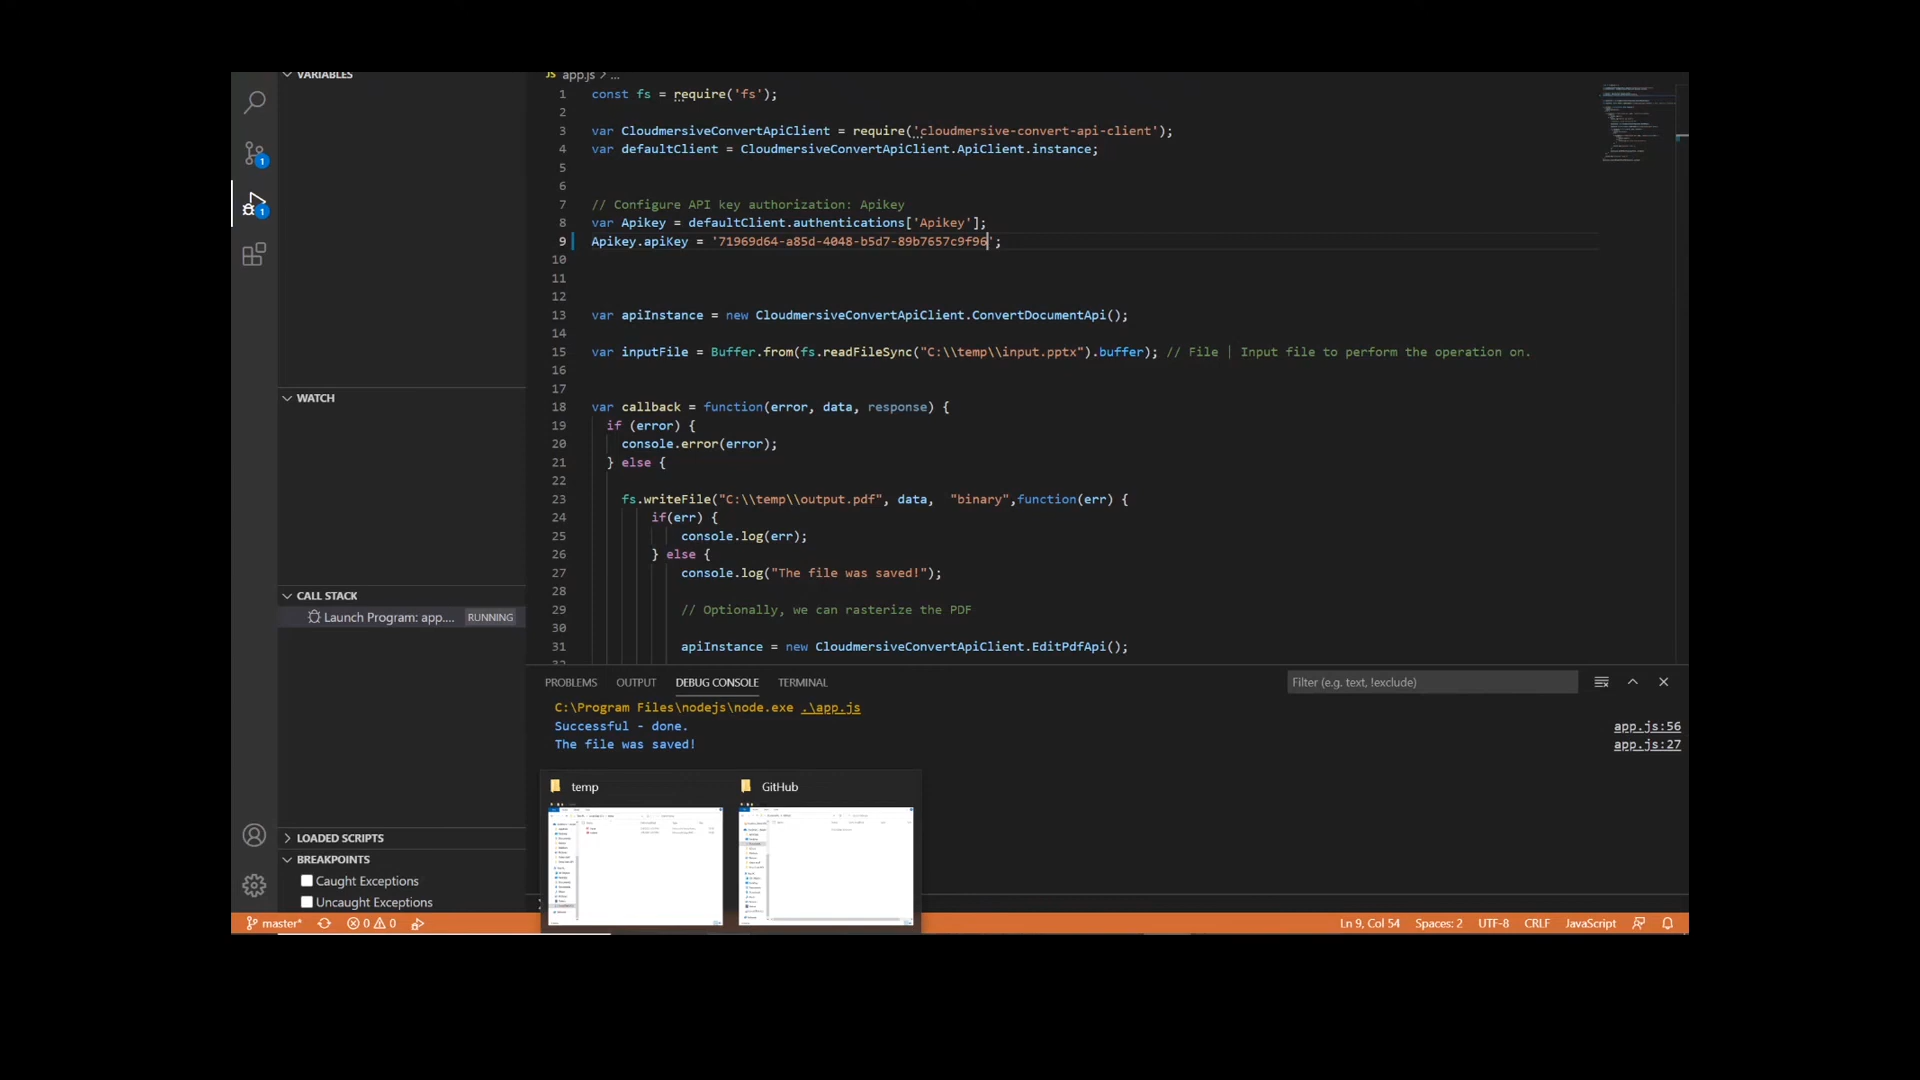 VARIABLES
JS app.js > ...
1 const fs = require('fs');
2
3 var CloudmersiveConvertApiClient = require('cloudmersive-convert-api-client');
4 var defaultClient = CloudmersiveConvertApiClient.ApiClient.instance;
5
6
7 // Configure API key authorization: Apikey
8 var Apikey = defaultClient.authentications['Apikey'];
9 Apikey.apiKey = '71969d64-a85d-4048-b5d7-89b7657c9f96';
10
11
12
13 var apiInstance = new CloudmersiveConvertApiClient.ConvertDocumentApi();
14
15 var inputFile = Buffer.from(fs.readFileSync("C:\\temp\\input.pptx").buffer); // File | Input file to perform the operation on.
16
17
18 var callback = function(error, data, response) {
19 if (error) {
20 console.error(error);
21 } else {
22
23 fs.writeFile("C:\\temp\\output.pdf", data, "binary",function(err) {
24 if(err) {
25 console.log(err);
26 } else {
27 console.log("The file was saved!");
28
29 // Optionally, we can rasterize the PDF
30
31 apiInstance = new CloudmersiveConvertApiClient.EditPdfApi();
1
1
WATCH
CALL STACK
Launch Program: app.... RUNNING
LOADED SCRIPTS
BREAKPOINTS
Caught Exceptions
Uncaught Exceptions
PROBLEMS OUTPUT DEBUG CONSOLE TERMINAL Filter (e.g. text, !exclude)
C:\Program Files\nodejs\node.exe .\app.js
Successful - done. app.js:56
The file was saved! app.js:27
temp GitHub
master* 0 0 Ln 9, Col 54 Spaces: 2 UTF-8 CRLF JavaScript